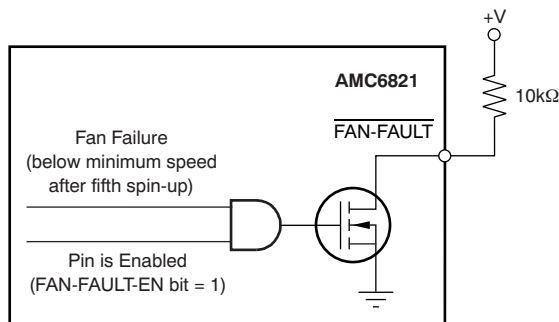 +V
AMC6821
10kΩ
FAN-FAULT
Fan Failure
(below minimum speed
after fifth spin-up)
Pin is Enabled
(FAN-FAULT-EN bit = 1)